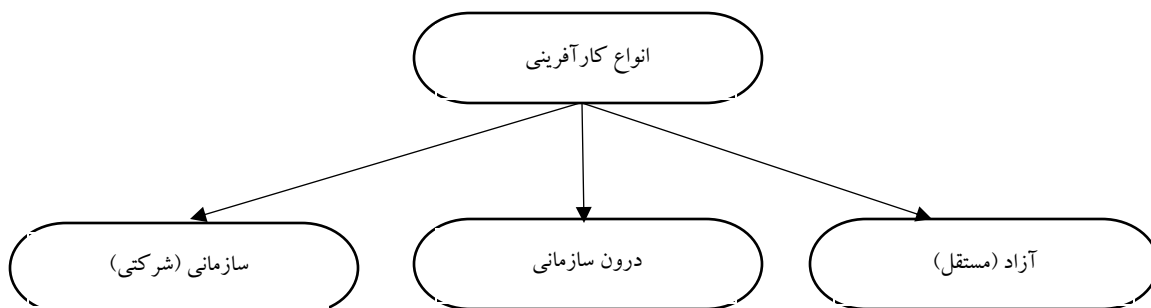 انواع کارآفرینی
آزاد (مستقل)
درون سازمانی
سازمانی (شرکتی)